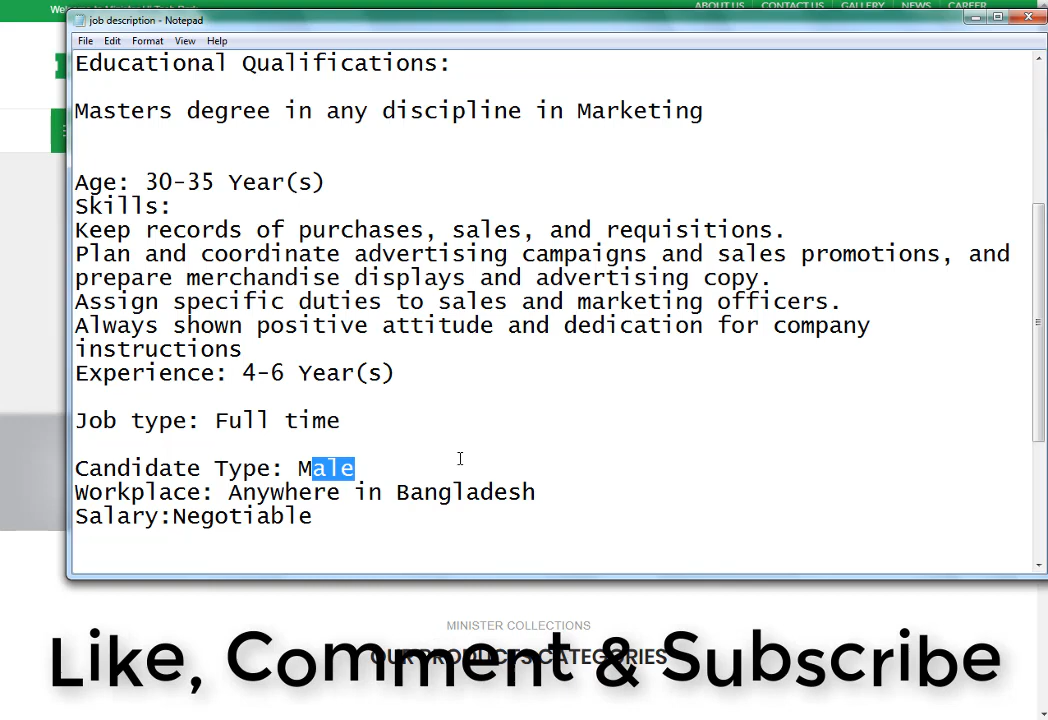 ABOUT US CONTACT US GALLERY NEWS CAREER
job description - Notepad
File Edit Format View Help
Educational Qualifications:
Masters degree in any discipline in Marketing
Age: 30-35 Year(s)
Skills:
Keep records of purchases, sales, and requisitions.
Plan and coordinate advertising campaigns and sales promotions, and
prepare merchandise displays and advertising copy.
Assign specific duties to sales and marketing officers.
Always shown positive attitude and dedication for company
instructions
Experience: 4-6 Year(s)
Job type: Full time
Candidate Type: Male
Workplace: Anywhere in Bangladesh
Salary:Negotiable
MINISTER COLLECTIONS
OUR PRODUCTS CATEGORIES
Like, Comment & Subscribe